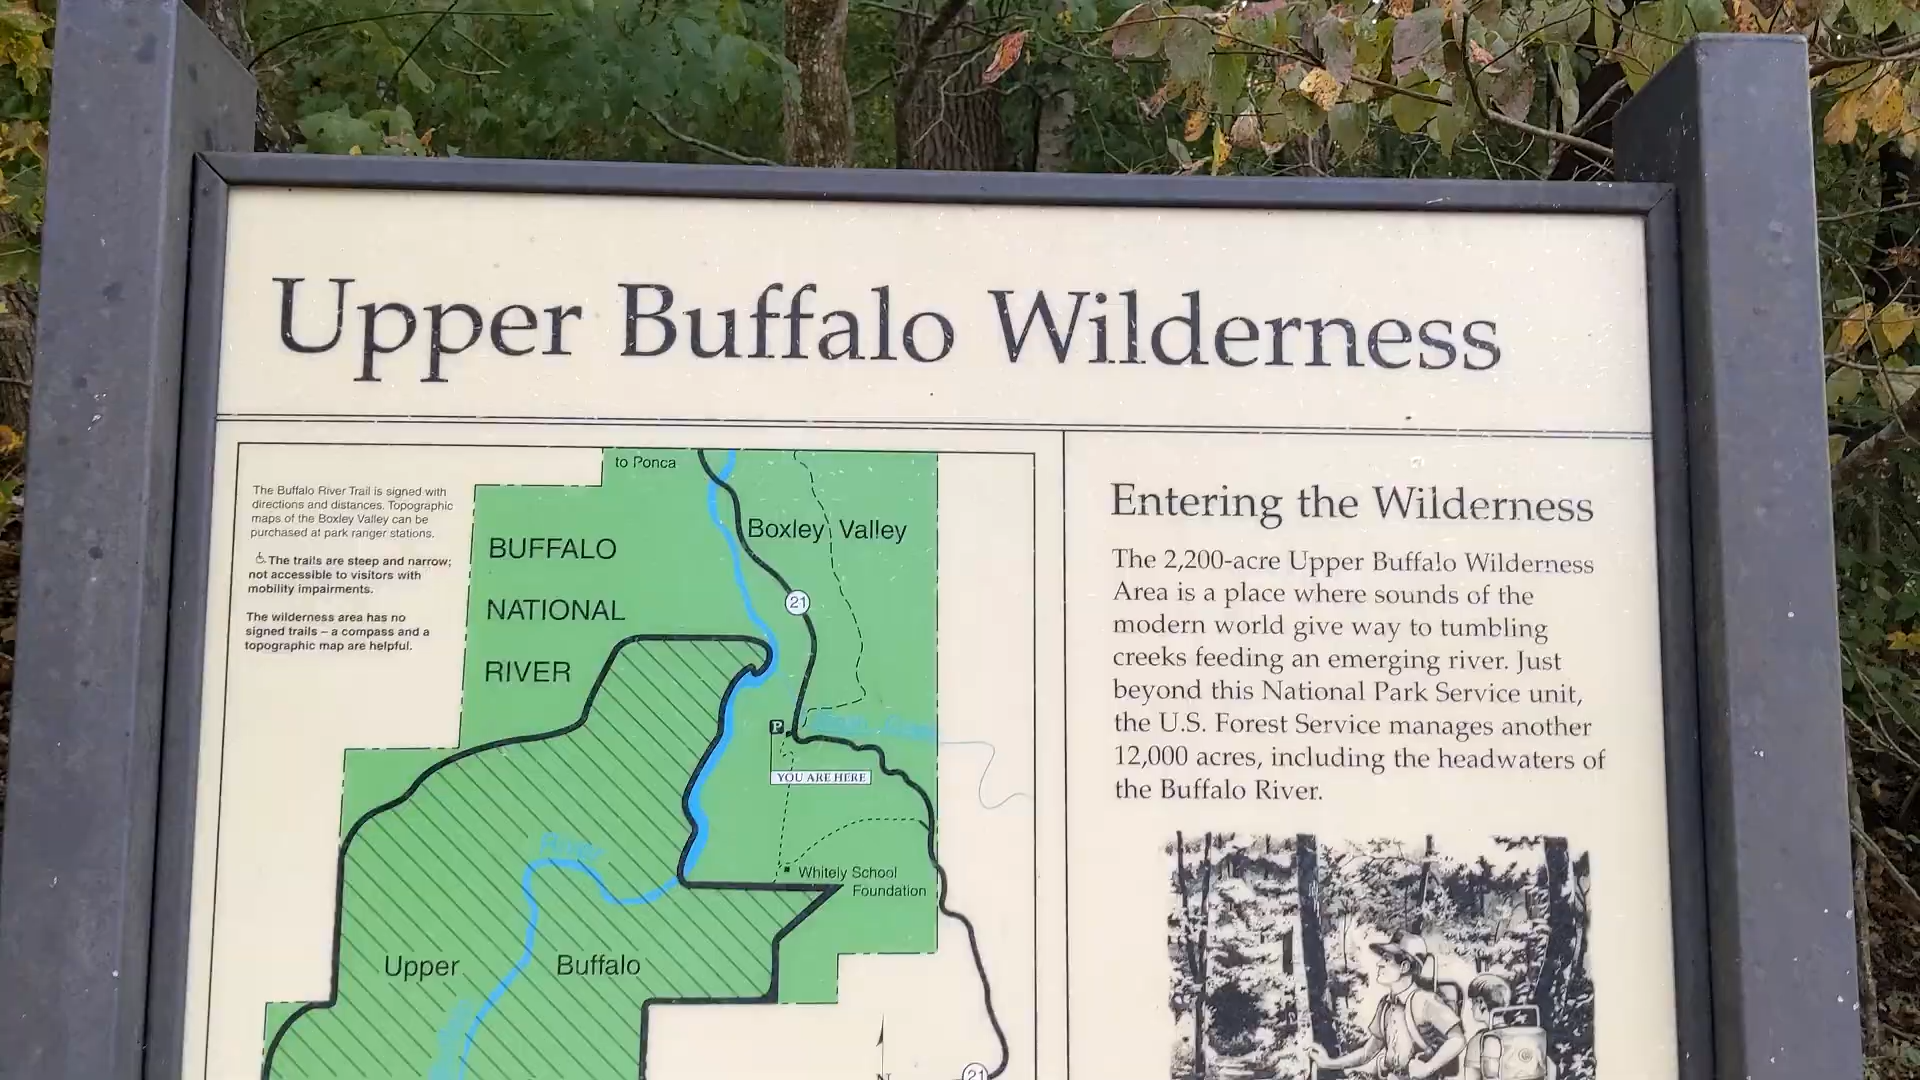 Upper Buffalo Wilderness
The Buffalo River Trail is signed with
directions and distances. Topographic
maps of the Boxley Valley can be
purchased at park ranger stations.
The trails are steep and narrow;
not accessible to visitors with
mobility impairments.
The wilderness area has no
signed trails – a compass and a
topographic map are helpful.
to Ponca
BUFFALO
NATIONAL
RIVER
Boxley Valley
21
P
YOU ARE HERE
River
Whitely School
Foundation
Upper Buffalo
N
21
Entering the Wilderness
The 2,200-acre Upper Buffalo Wilderness
Area is a place where sounds of the
modern world give way to tumbling
creeks feeding an emerging river. Just
beyond this National Park Service unit,
the U.S. Forest Service manages another
12,000 acres, including the headwaters of
the Buffalo River.